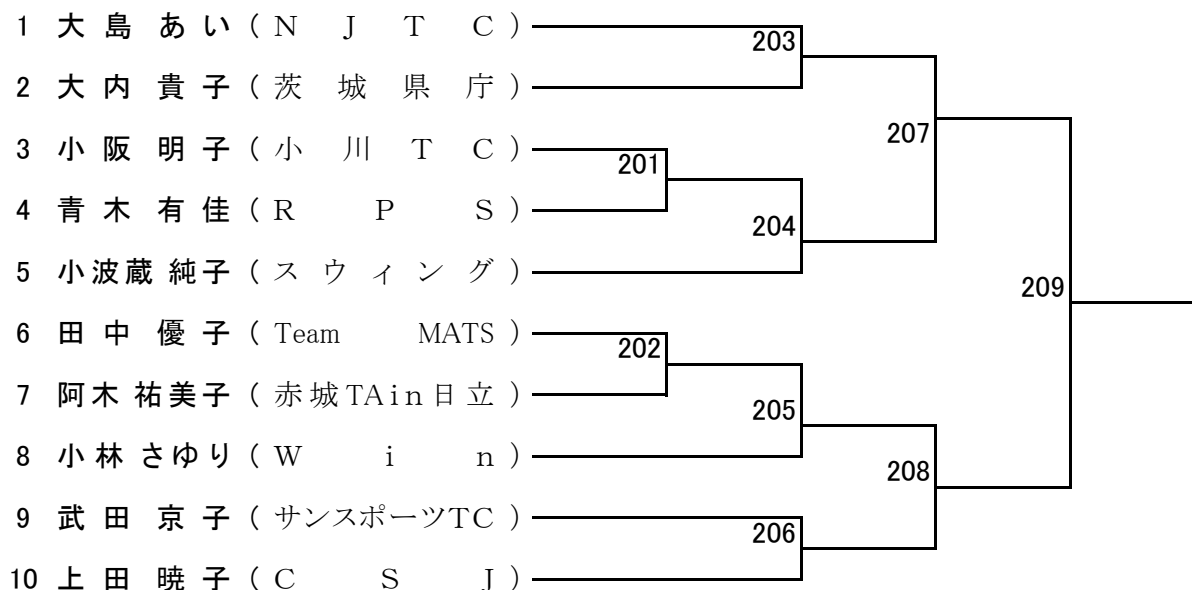 1 大島 あい ( N J T C )
203
2 大内 貴子 ( 茨城県庁 )
207
3 小阪 明子 ( 小川 T C )
201
4 青木 有佳 ( R P S )
204
5 小波蔵 純子 ( スウィング )
209
6 田中 優子 ( Team MATS )
202
7 阿木 祐美子 ( 赤城TAin日立 )
205
8 小林 さゆり ( W i n )
208
9 武田 京子 ( サンスポーツTC )
206
10 上田 暁子 ( C S J )